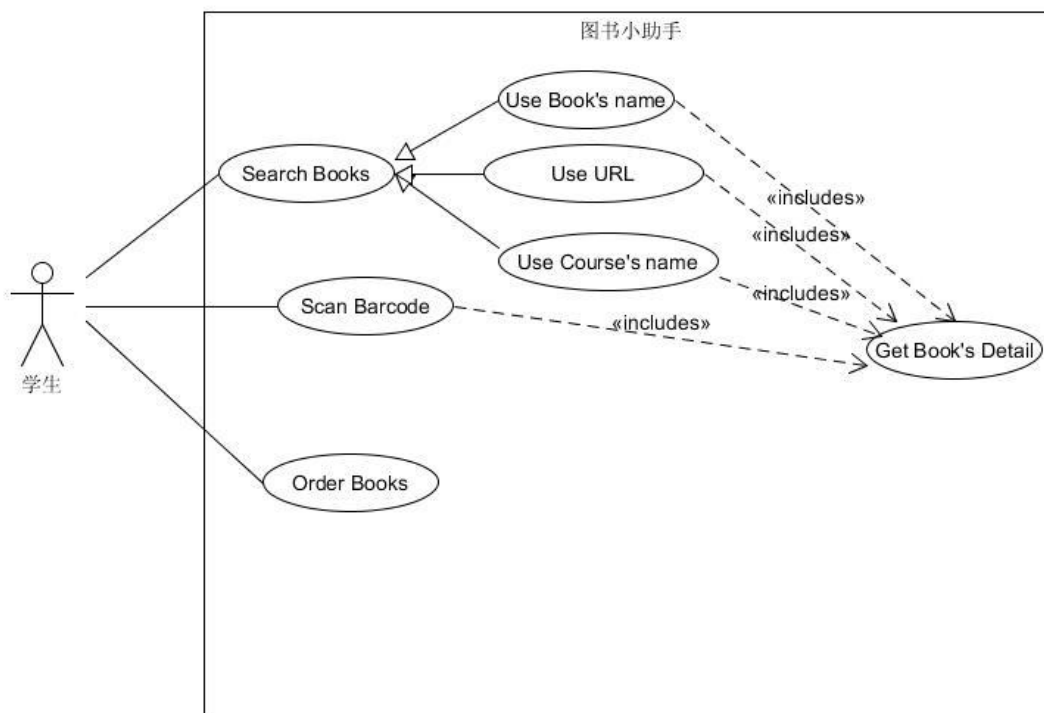 图书小助手
Use Book's name
Search Books
Use URL
«includes»
«includes»
Use Course's name
«includes»
Scan Barcode
«includes»
Get Book's Detail
学生
Order Books